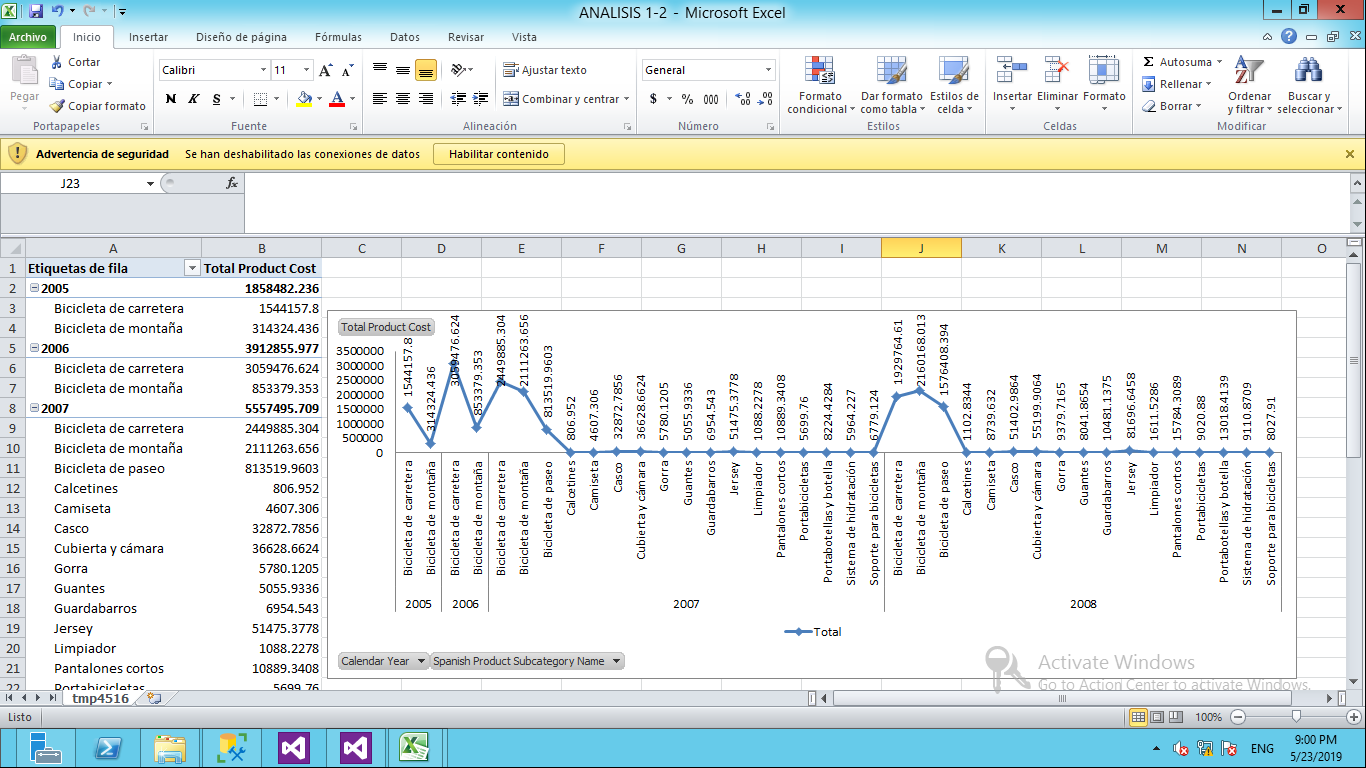 ANALISIS 1-2 - Microsoft Excel
Archivo Inicio Insertar Diseño de página Fórmulas Datos Revisar Vista
Pegar
Cortar
Copiar
Copiar formato
Portapapeles
Calibri 11
N K S
Fuente
Ajustar texto
Combinar y centrar
Alineación
General
$ % 000
Número
Formato condicional
Dar formato como tabla
Estilos de celda
Estilos
Insertar Eliminar Formato
Celdas
Autosuma
Rellenar
Borrar
Ordenar y filtrar
Buscar y seleccionar
Modificar
Advertencia de seguridad Se han deshabilitado las conexiones de datos Habilitar contenido
J23 fx
A B C D E F G H I J K L M N O
1 Etiquetas de fila Total Product Cost
2 2005 1858482.236
3 Bicicleta de carretera 1544157.8
4 Bicicleta de montaña 314324.436
5 2006 3912855.977
6 Bicicleta de carretera 3059476.624
7 Bicicleta de montaña 853379.353
8 2007 5557495.709
9 Bicicleta de carretera 2449885.304
10 Bicicleta de montaña 2111263.656
11 Bicicleta de paseo 813519.9603
12 Calcetines 806.952
13 Camiseta 4607.306
14 Casco 32872.7856
15 Cubierta y cámara 36628.6624
16 Gorra 5780.1205
17 Guantes 5055.9336
18 Guardabarros 6954.543
19 Jersey 51475.3778
20 Limpiador 1088.2278
21 Pantalones cortos 10889.3408
22 Portabicicletas 5699.76
Total Product Cost
3500000
3000000
2500000
2000000
1500000
1000000
500000
0
1544157.8
314324.436
3059476.624
853379.353
2449885.304
2111263.656
813519.9603
806.952
4607.306
32872.7856
36628.6624
5780.1205
5055.9336
6954.543
51475.3778
1088.2278
10889.3408
5699.76
8224.4284
5964.227
6779.124
1929764.61
2160168.013
1576408.394
1102.8344
8739.632
51402.9864
55199.9064
9739.7165
8041.8654
10481.1375
81696.6458
1611.5286
15784.3089
9020.88
13018.4139
9110.8709
8027.91
Bicicleta de carretera
Bicicleta de montaña
Bicicleta de carretera
Bicicleta de montaña
Bicicleta de carretera
Bicicleta de montaña
Bicicleta de paseo
Calcetines
Camiseta
Casco
Cubierta y cámara
Gorra
Guantes
Guardabarros
Jersey
Limpiador
Pantalones cortos
Portabicicletas
Portabotellas y botella
Sistema de hidratación
Soporte para bicicletas
Bicicleta de carretera
Bicicleta de montaña
Bicicleta de paseo
Calcetines
Camiseta
Casco
Cubierta y cámara
Gorra
Guantes
Guardabarros
Jersey
Limpiador
Pantalones cortos
Portabicicletas
Portabotellas y botella
Sistema de hidratación
Soporte para bicicletas
2005 2006 2007 2008
Total
Calendar Year Spanish Product Subcategory Name
Activate Windows
Go to Action Center to activate Windows.
tmp4516
Listo 100%
ENG
9:00 PM
5/23/2019